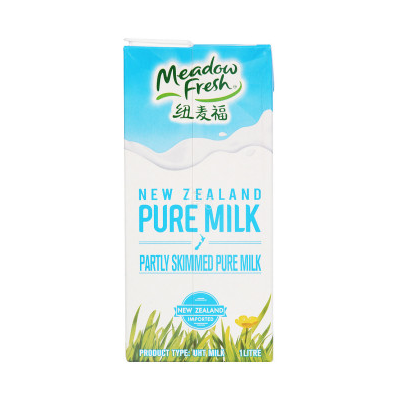 Meadow
Fresh
纽麦福
NEW ZEALAND
PURE MILK
PARTLY SKIMMED PURE MILK
NEW ZEALAND
IMPORTED
PRODUCT TYPE: UHT MILK 1 LITRE